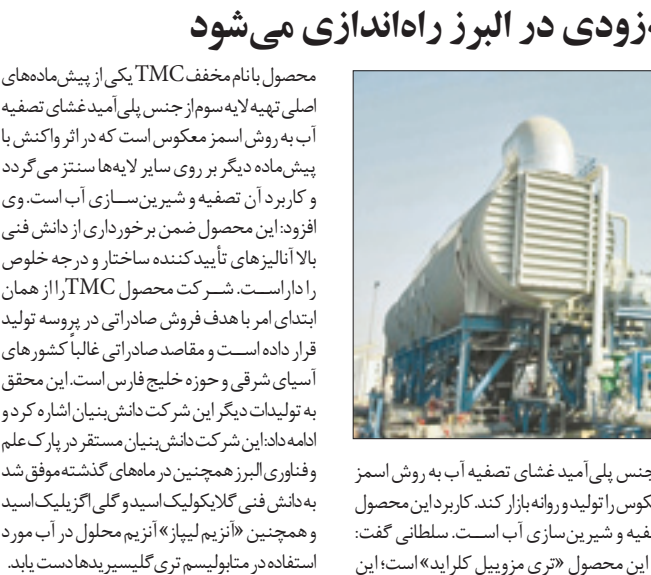 زودی در البرز راه‌اندازی می‌شود
جنس پلی‌آمید غشای تصفیه آب به روش اسمز
را تولید و روانه بازار کند. کاربرد این محصول
و شیرین‌سازی آب اســت. سلطانی گفت:
این محصول «تری مزوییل کلراید» است؛ این
محصول با نام مخفف TMC یکی از پیش‌ماده‌های
اصلی تهیه لایه سوم از جنس پلی‌آمید غشای تصفیه
آب به روش اسمز معکوس است که در اثر واکنش با
پیش‌ماده دیگر بر روی سایر لایه‌ها سنتز می‌گردد
و کاربرد آن تصفیه و شیرین‌ســازی آب است. وی
افزود: این محصول ضمن برخورداری از دانش فنی
بالا آنالیزهای تأییدکننده ساختار و درجه خلوص
را داراســت. شــرکت محصول TMC را از همان
ابتدای امر با هدف فروش صادراتی در پروسه تولید
قرار داده اســت و مقاصد صادراتی غالباً کشورهای
آسیای شرقی و حوزه خلیج فارس است. این محقق
به تولیدات دیگر این شرکت دانش‌بنیان اشاره کرد و
ادامه داد: این شرکت دانش‌بنیان مستقر در پارک علم
و فناوری البرز همچنین در ماه‌های گذشته موفق شد
به دانش فنی گلایکولیک اسید و گلی اگزیلیک اسید
و همچنین «آنزیم لیپاز» آنزیم محلول در آب مورد
استفاده در متابولیسم تری گلیسیریدها دست یابد.